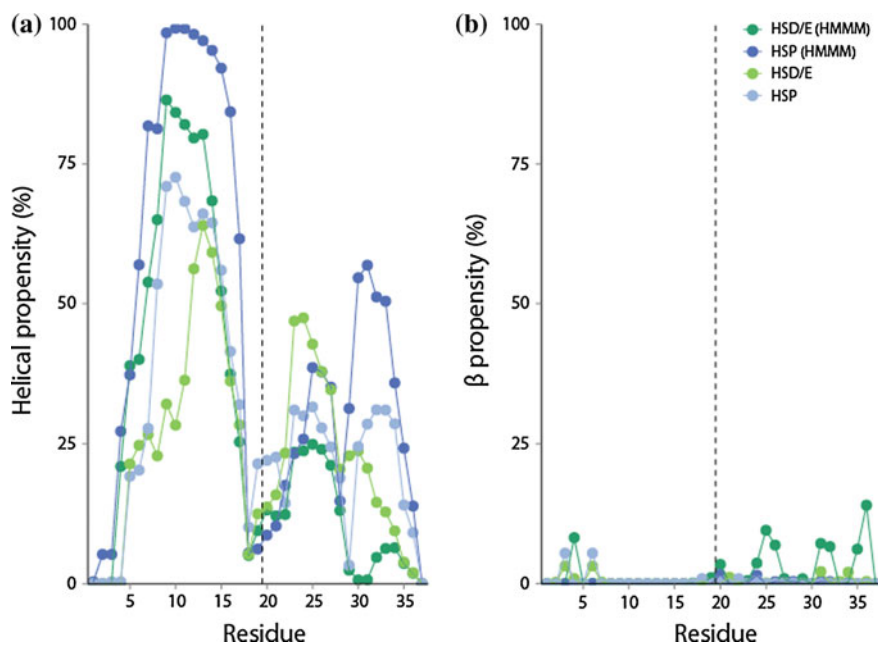 (a)
Helical propensity (%)
100
75
50
25
0
5 10 15 20 25 30 35
Residue
(b)
β propensity (%)
100
75
50
25
0
5 10 15 20 25 30 35
Residue
HSD/E (HMMM)
HSP (HMMM)
HSD/E
HSP